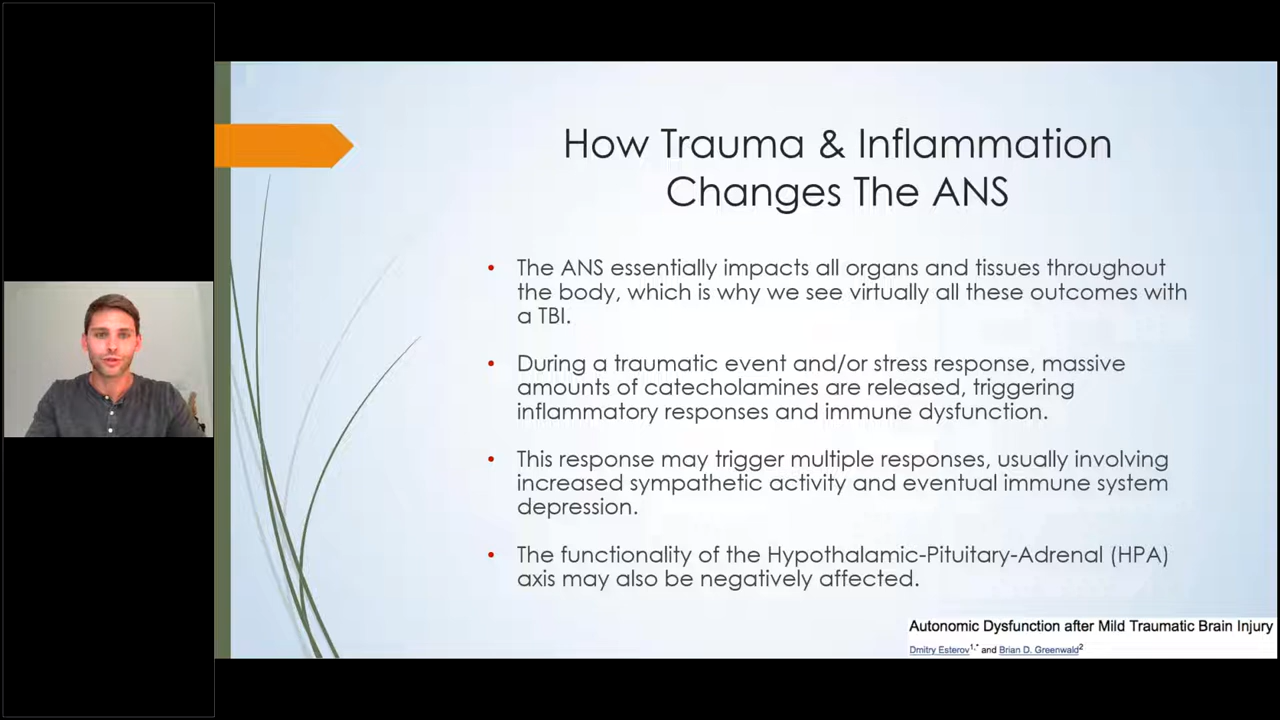 How Trauma & Inflammation
Changes The ANS
• The ANS essentially impacts all organs and tissues throughout
the body, which is why we see virtually all these outcomes with
a TBI.
• During a traumatic event and/or stress response, massive
amounts of catecholamines are released, triggering
inflammatory responses and immune dysfunction.
• This response may trigger multiple responses, usually involving
increased sympathetic activity and eventual immune system
depression.
• The functionality of the Hypothalamic-Pituitary-Adrenal (HPA)
axis may also be negatively affected.
Autonomic Dysfunction after Mild Traumatic Brain Injury
Dmitry Esterov1,* and Brian D. Greenwald2